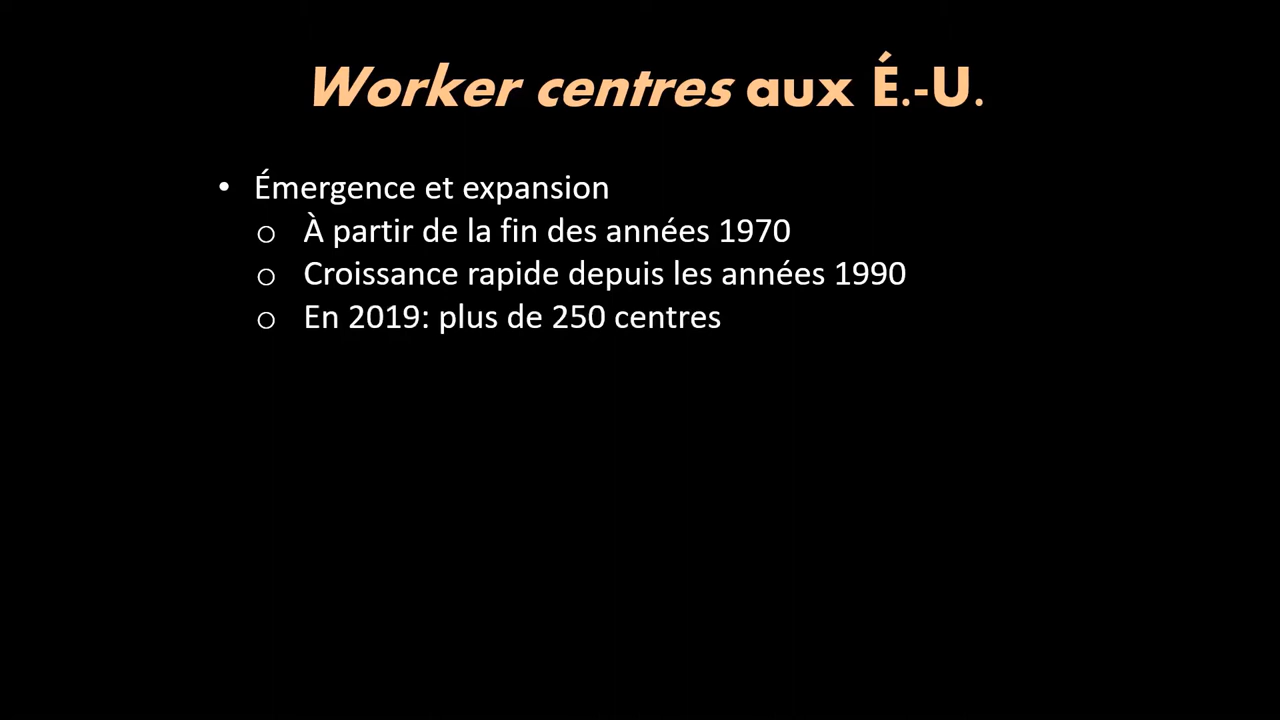 Worker centres aux É.-U.
• Émergence et expansion
o À partir de la fin des années 1970
o Croissance rapide depuis les années 1990
o En 2019: plus de 250 centres